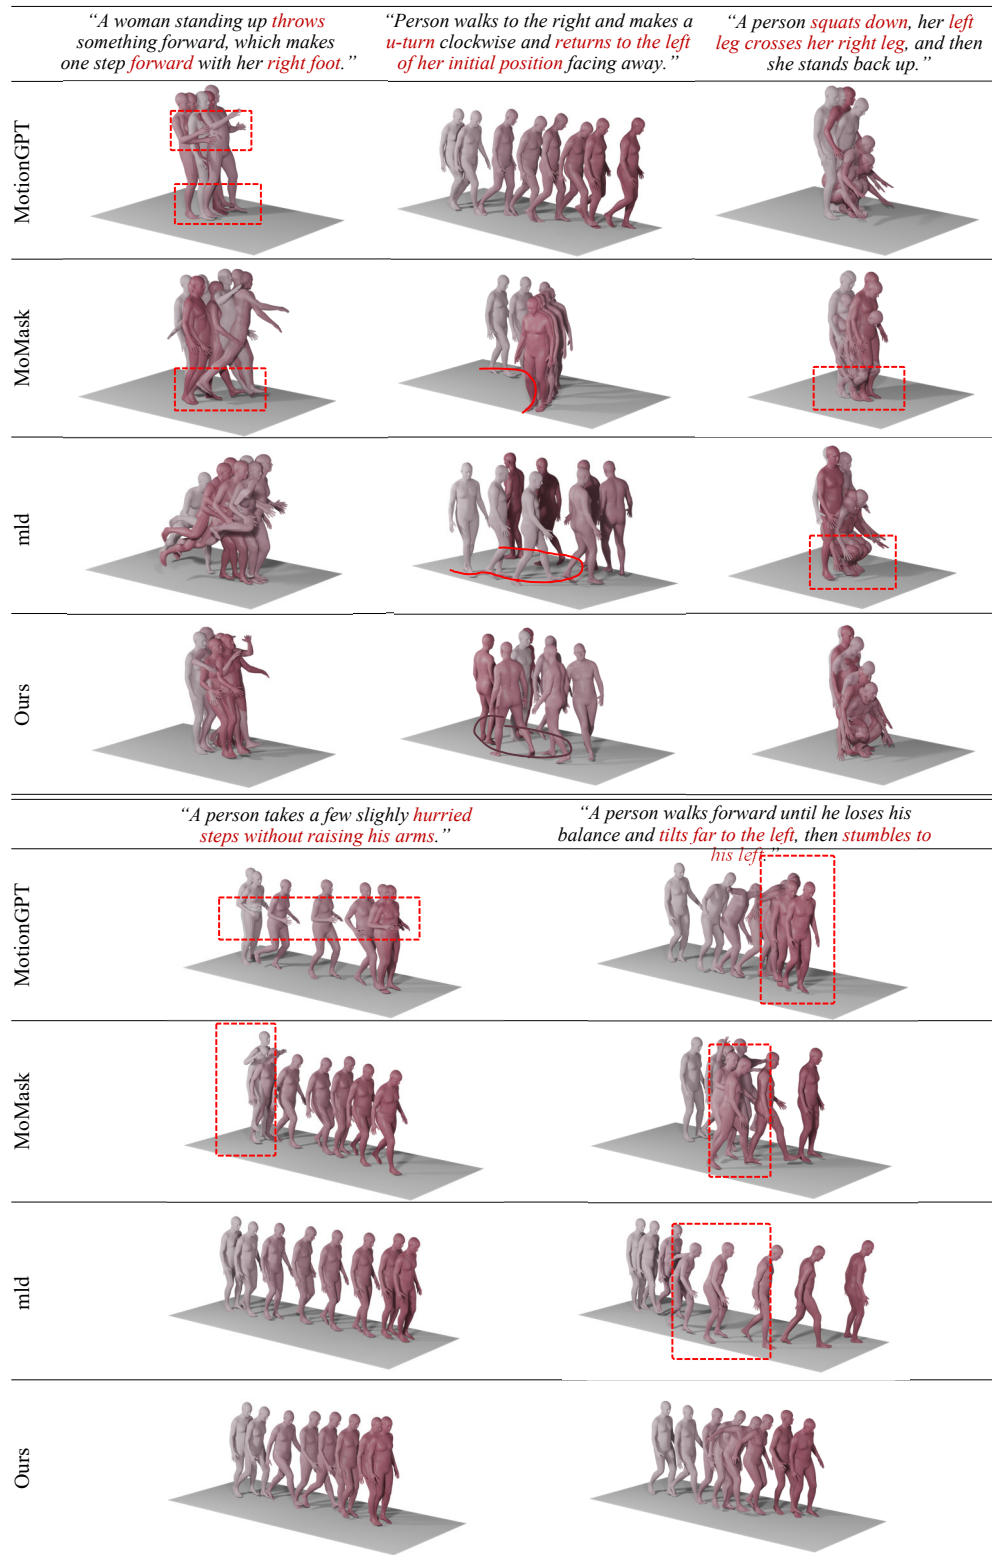 “A woman standing up throws
something forward, which makes
one step forward with her right foot.”
“Person walks to the right and makes a
u-turn clockwise and returns to the left
of her initial position facing away.”
“A person squats down, her left
leg crosses her right leg, and then
she stands back up.”
MotionGPT
MoMask
mld
Ours
“A person takes a few slighly hurried
steps without raising his arms.”
“A person walks forward until he loses his
balance and tilts far to the left, then stumbles to
his left.”
MotionGPT
MoMask
mld
Ours